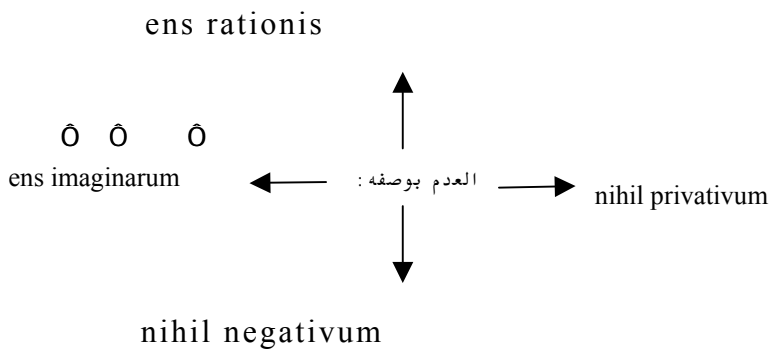 ens rationis
Ô Ô Ô
ens imaginarum
العدم بوصفه:
nihil privativum
nihil negativum